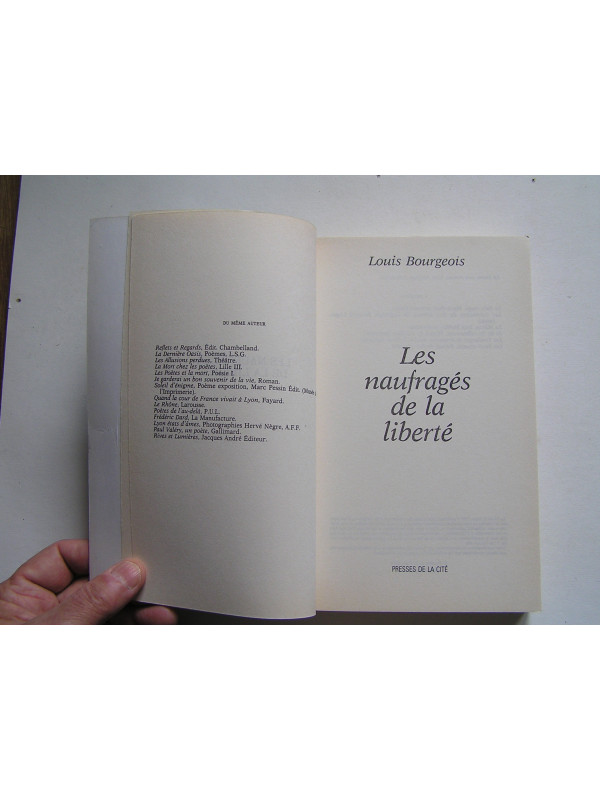 DU MÊME AUTEUR
Reflets et Regards, Édit. Chambelland.
La Dernière Oasis, Poèmes, L.S.G.
Les Illusions perdues, Théâtre.
La Mort chez les poètes, Lille III.
Les Poètes et la mort, Poésie I.
Je garderai un bon souvenir de la vie, Roman.
Soleil d'énigme, Poème exposition, Marc Pessin Édit. (Musée
l'Imprimerie).
Quand la cour de France vivait à Lyon, Fayard.
Le Rhône, Larousse.
Poètes de l'au-delà, P.U.L.
Frédéric Dard, La Manufacture.
Lyon états d'âmes, Photographies Hervé Nègre, A.E.F.
Paul Valéry, un poète, Gallimard.
Rives et Lumières, Jacques André Éditeur.
Louis Bourgeois
Les
naufragés
de la
liberté
PRESSES DE LA CITÉ